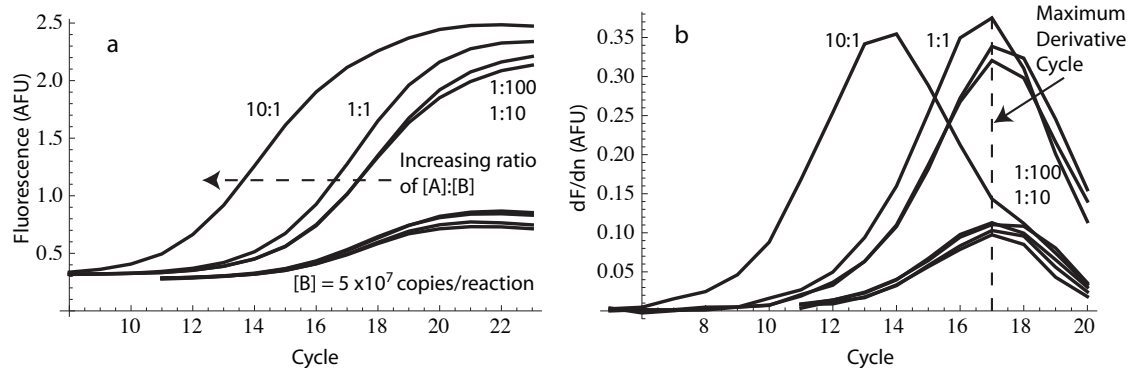 a
2.5
2.0
1.5
1.0
0.5
Fluorescence (AFU)
10:1
1:1
1:100
1:10
Increasing ratio
of [A]:[B]
[B] = 5 x10⁷ copies/reaction
10
12
14
16
18
20
22
Cycle
b
0.35
0.30
0.25
0.20
0.15
0.10
0.05
dF/dn (AFU)
10:1
1:1
Maximum
Derivative
Cycle
1:100
1:10
8
10
12
14
16
18
20
Cycle